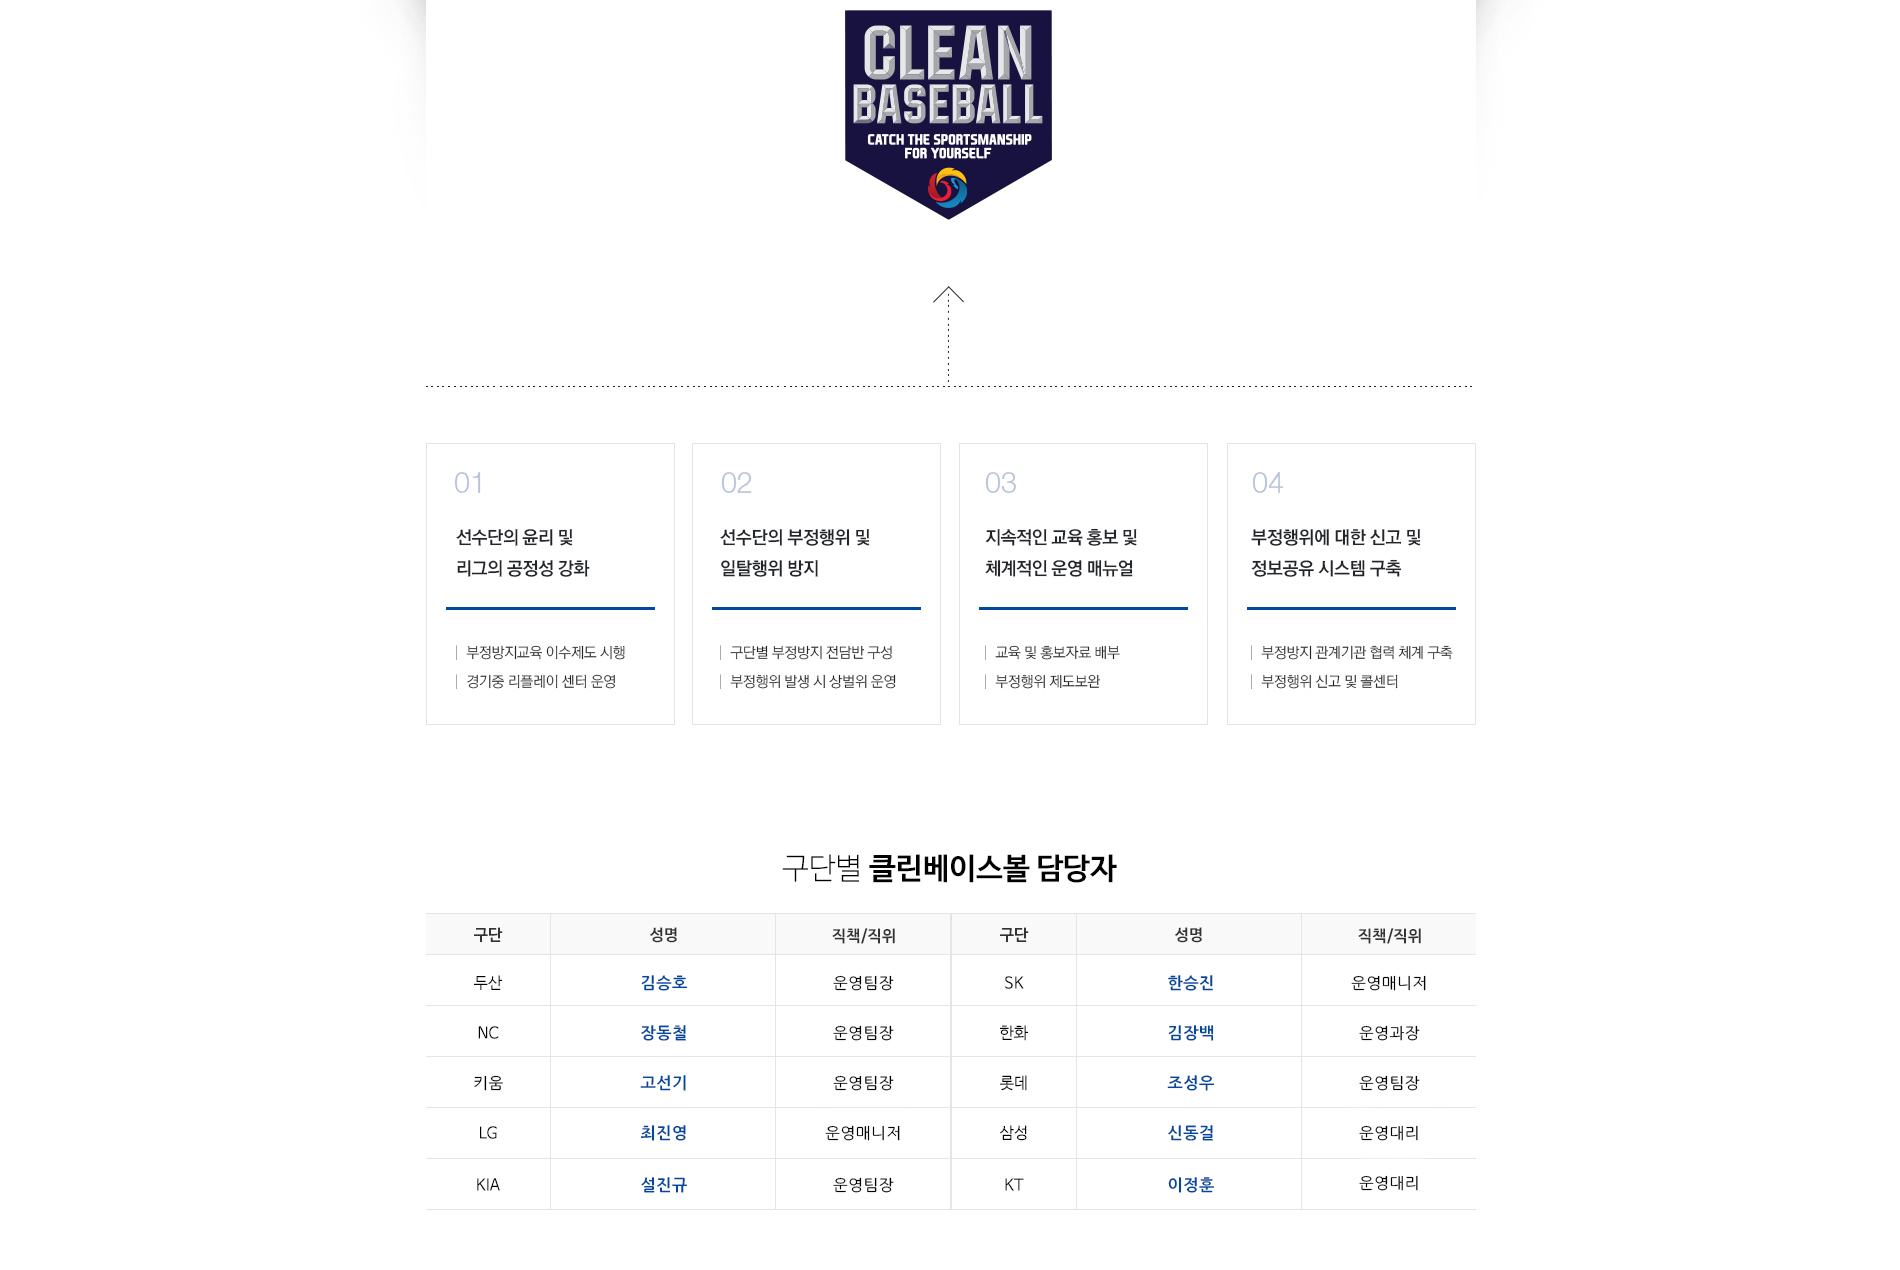 CLEAN
BASEBALL
CATCH THE SPORTSMANSHIP
FOR YOURSELF
01
선수단의 윤리 및
리그의 공정성 강화
부정방지교육 이수제도 시행
경기중 리플레이 센터 운영
02
선수단의 부정행위 및
일탈행위 방지
구단별 부정방지 전담반 구성
부정행위 발생 시 상벌위 운영
03
지속적인 교육 홍보 및
체계적인 운영 매뉴얼
교육 및 홍보자료 배부
부정행위 제도보완
04
부정행위에 대한 신고 및
정보공유 시스템 구축
부정방지 관계기관 협력 체계 구축
부정행위 신고 및 콜센터
구단별 클린베이스볼 담당자
구단 성명 직책/직위 구단 성명 직책/직위
두산 김승호 운영팀장 SK 한승진 운영매니저
NC 장동철 운영팀장 한화 김장백 운영과장
키움 고선기 운영팀장 롯데 조성우 운영팀장
LG 최진영 운영매니저 삼성 신동걸 운영대리
KIA 설진규 운영팀장 KT 이정훈 운영대리